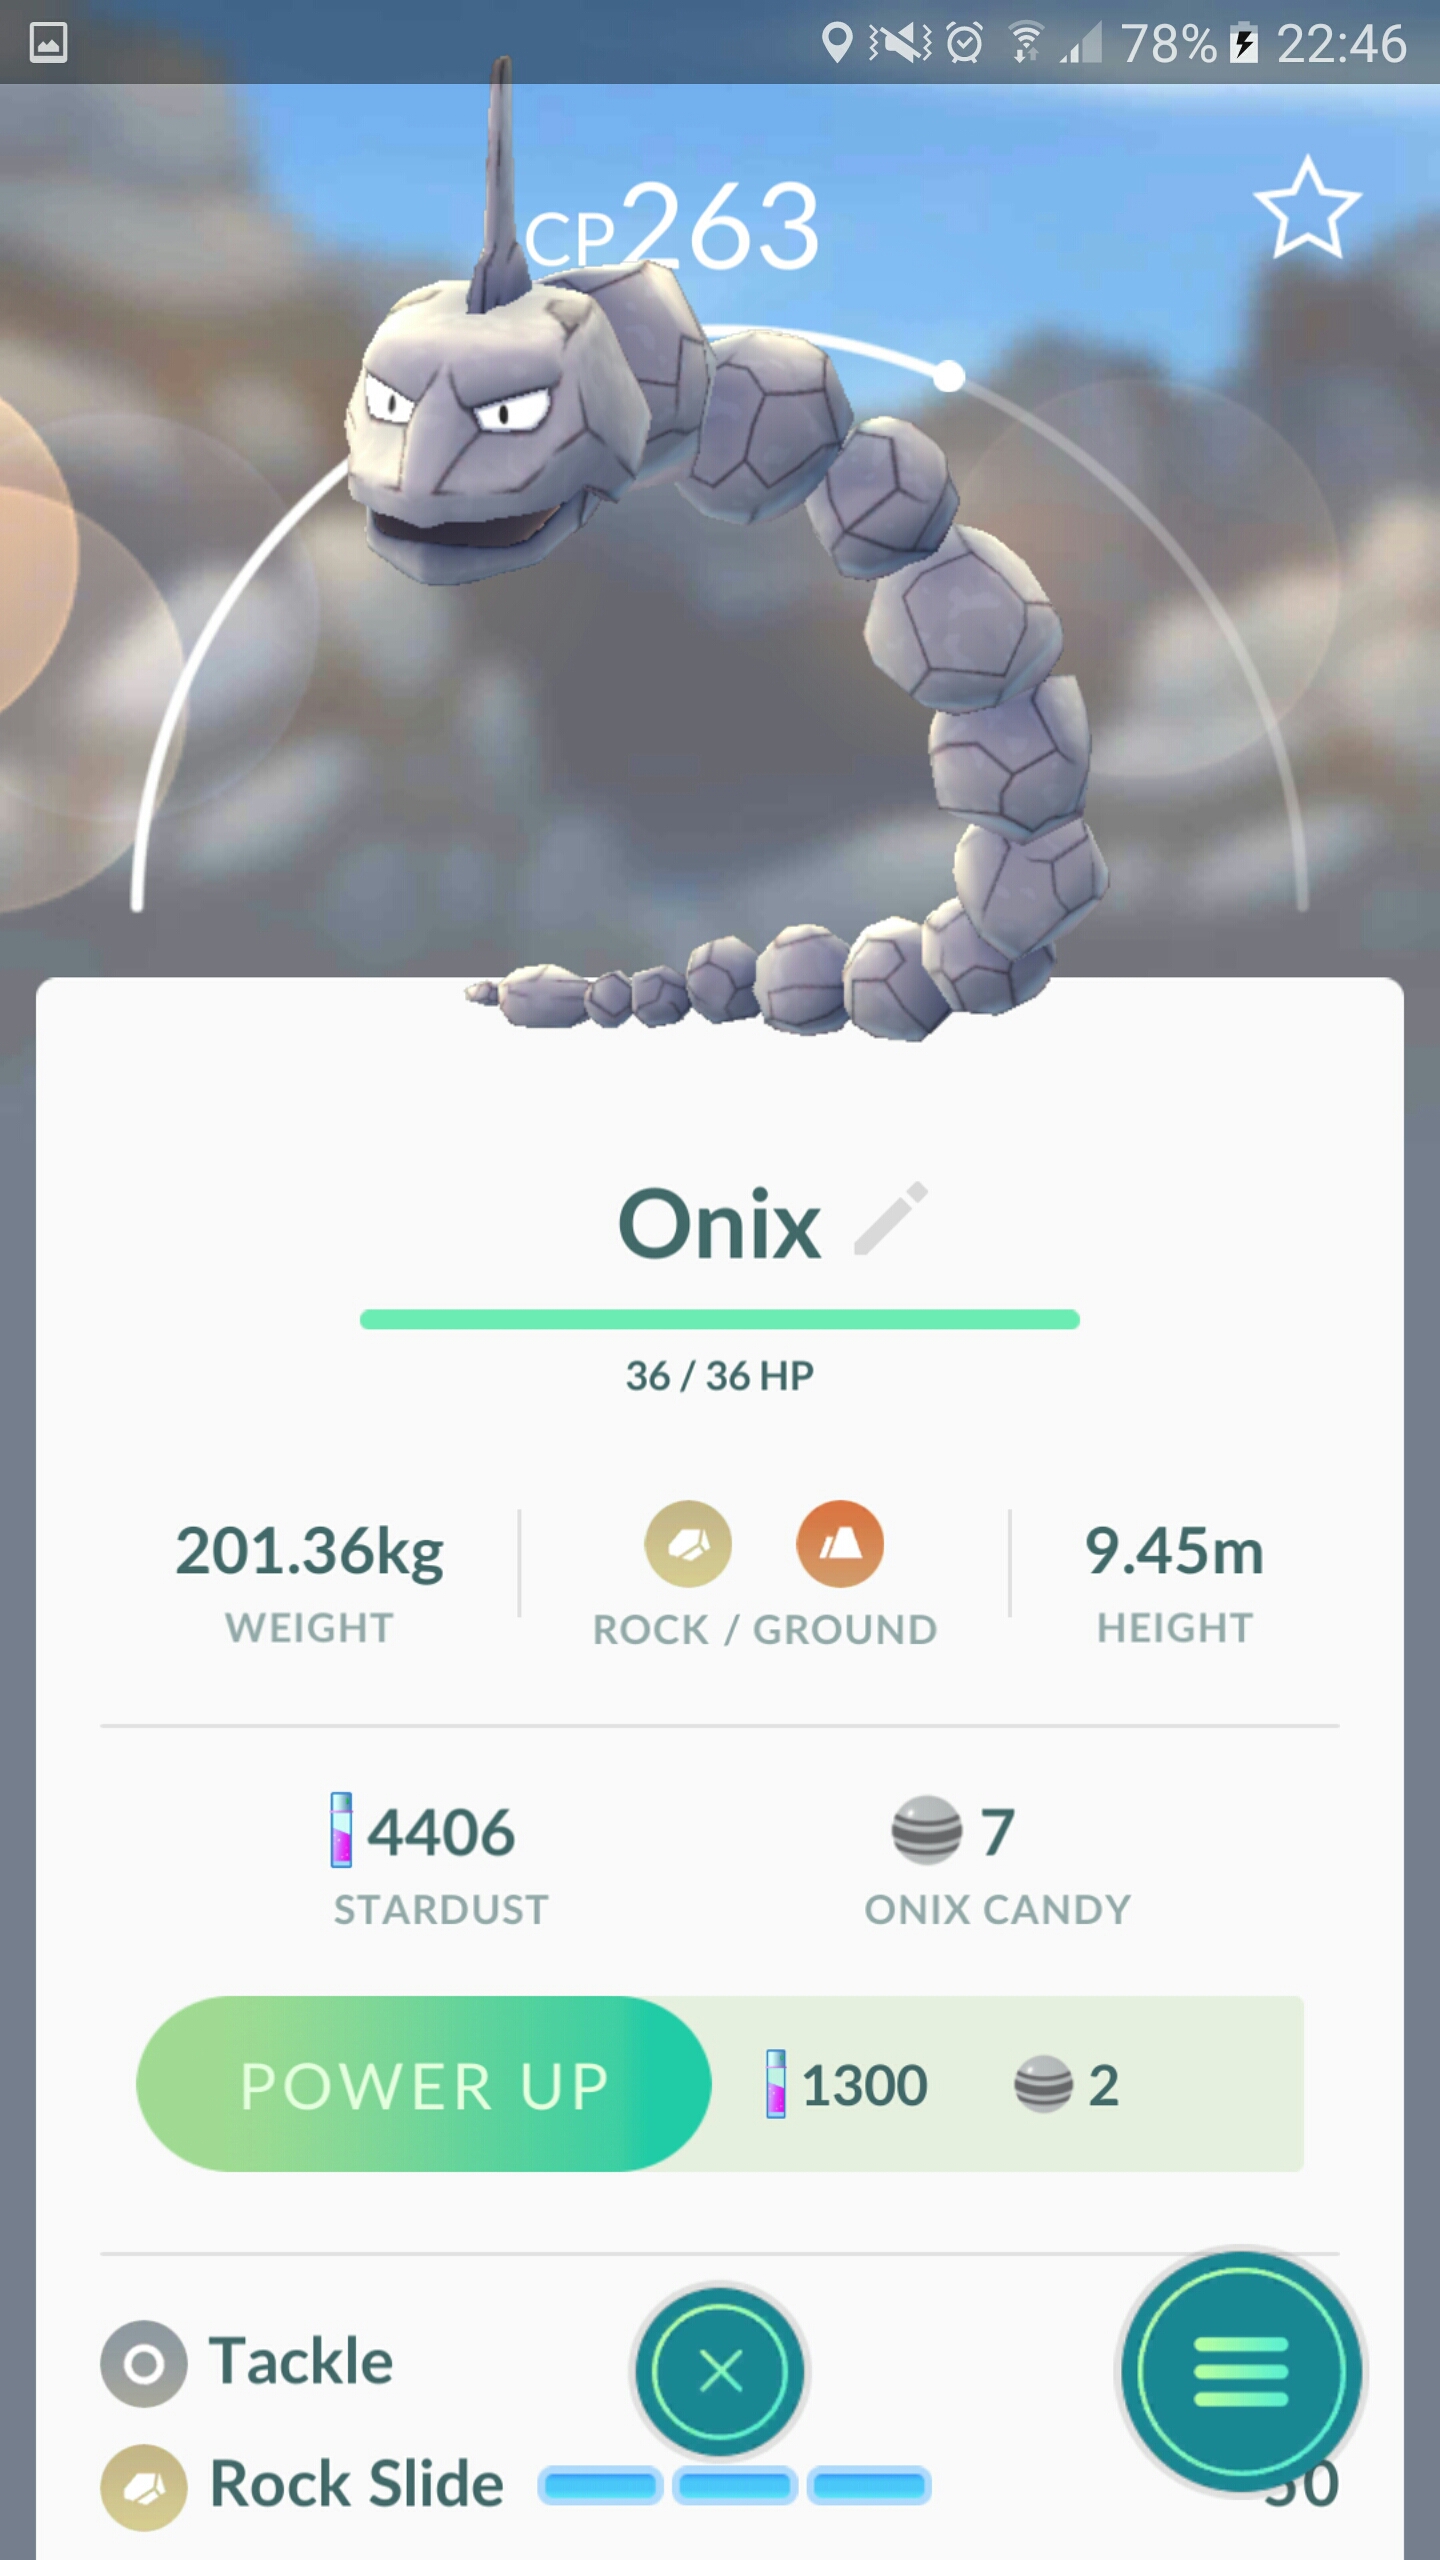 78% 22:46
CP263
Onix
36 / 36 HP
201.36kg
WEIGHT
ROCK / GROUND
9.45m
HEIGHT
4406
STARDUST
7
ONIX CANDY
POWER UP 1300 2
Tackle
Rock Slide